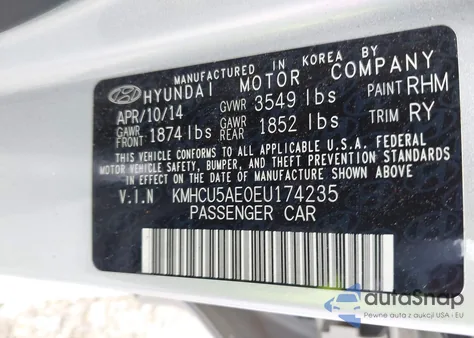 MANUFACTURED IN KOREA BY
HYUNDAI MOTOR COMPANY
APR/10/14 GVWR 3549 lbs PAINT RHM
GAWR FRONT 1874 lbs GAWR REAR 1852 lbs TRIM RY
THIS VEHICLE CONFORMS TO ALL APPLICABLE U.S.A. FEDERAL
MOTOR VEHICLE SAFETY, BUMPER, AND THEFT PREVENTION STANDARDS
IN EFFECT ON THE DATE OF MANUFACTURE SHOWN ABOVE.
V.I.N KMHCU5AE0EU174235
PASSENGER CAR
autoSnap
Pewne auta z aukcji USA i EU